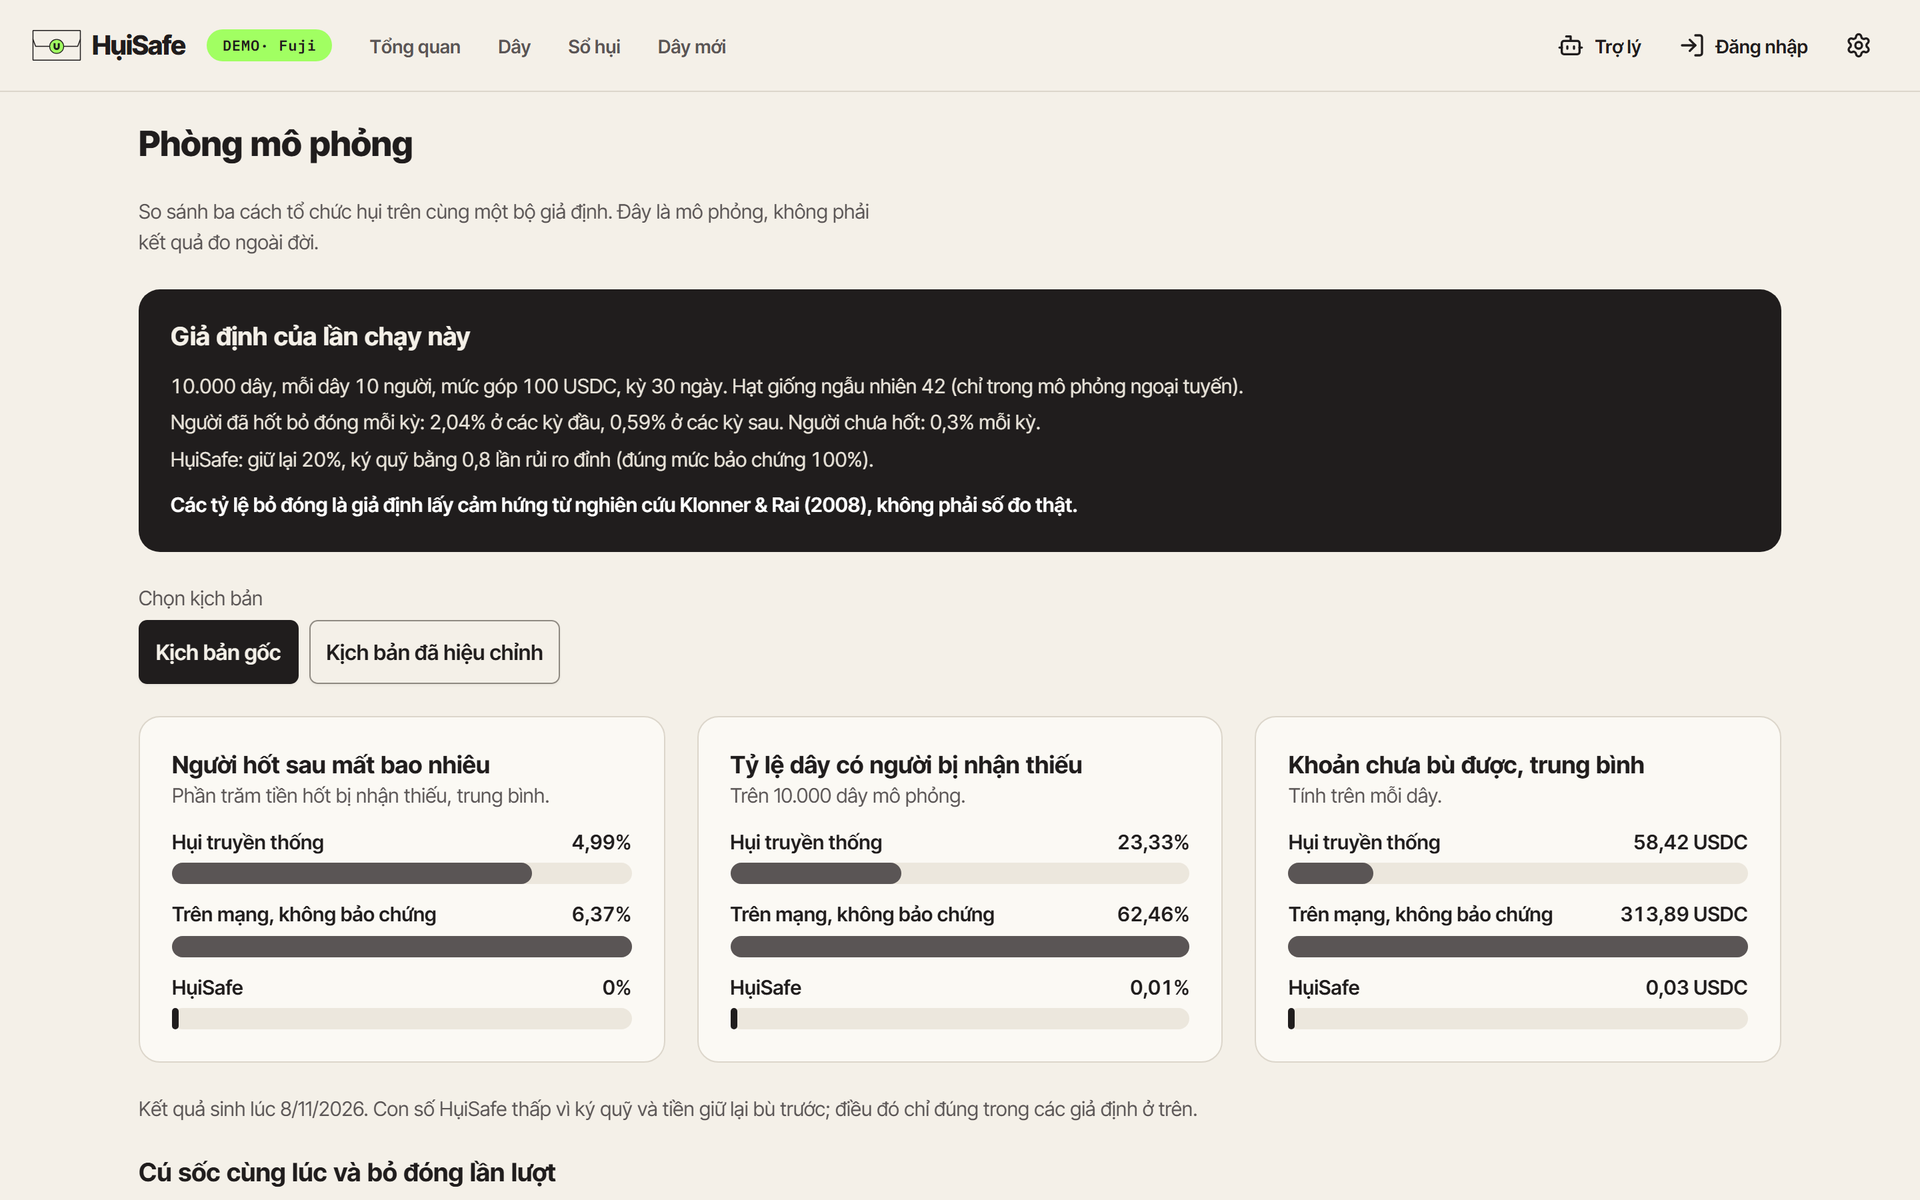 HụiSafe
DEMO· Fuji
Tổng quan
Dây
Sổ hụi
Dây mới
Trợ lý
Đăng nhập
Phòng mô phỏng
So sánh ba cách tổ chức hụi trên cùng một bộ giả định. Đây là mô phỏng, không phải
kết quả đo ngoài đời.
Giả định của lần chạy này
10.000 dây, mỗi dây 10 người, mức góp 100 USDC, kỳ 30 ngày. Hạt giống ngẫu nhiên 42 (chỉ trong mô phỏng ngoại tuyến).
Người đã hốt bỏ đóng mỗi kỳ: 2,04% ở các kỳ đầu, 0,59% ở các kỳ sau. Người chưa hốt: 0,3% mỗi kỳ.
HụiSafe: giữ lại 20%, ký quỹ bằng 0,8 lần rủi ro đỉnh (đúng mức bảo chứng 100%).
Các tỷ lệ bỏ đóng là giả định lấy cảm hứng từ nghiên cứu Klonner & Rai (2008), không phải số đo thật.
Chọn kịch bản
Kịch bản gốc
Kịch bản đã hiệu chỉnh
Người hốt sau mất bao nhiêu
Phần trăm tiền hốt bị nhận thiếu, trung bình.
Hụi truyền thống 4,99%
Trên mạng, không bảo chứng 6,37%
HụiSafe 0%
Tỷ lệ dây có người bị nhận thiếu
Trên 10.000 dây mô phỏng.
Hụi truyền thống 23,33%
Trên mạng, không bảo chứng 62,46%
HụiSafe 0,01%
Khoản chưa bù được, trung bình
Tính trên mỗi dây.
Hụi truyền thống 58,42 USDC
Trên mạng, không bảo chứng 313,89 USDC
HụiSafe 0,03 USDC
Kết quả sinh lúc 8/11/2026. Con số HụiSafe thấp vì ký quỹ và tiền giữ lại bù trước; điều đó chỉ đúng trong các giả định ở trên.
Cú sốc cùng lúc và bỏ đóng lần lượt